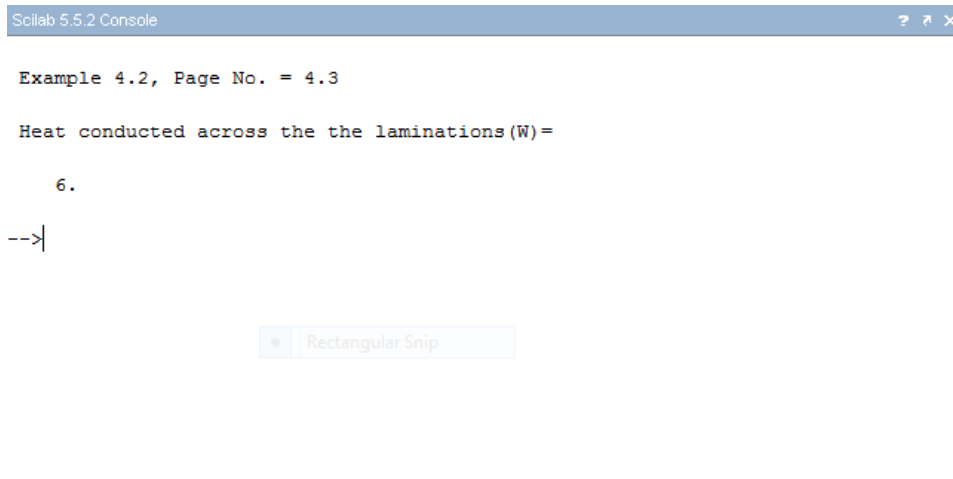 Scilab 5.5.2 Console ? ↗ ×
Example 4.2, Page No. = 4.3
Heat conducted across the the laminations(W)=
6.
-->
Rectangular Snip